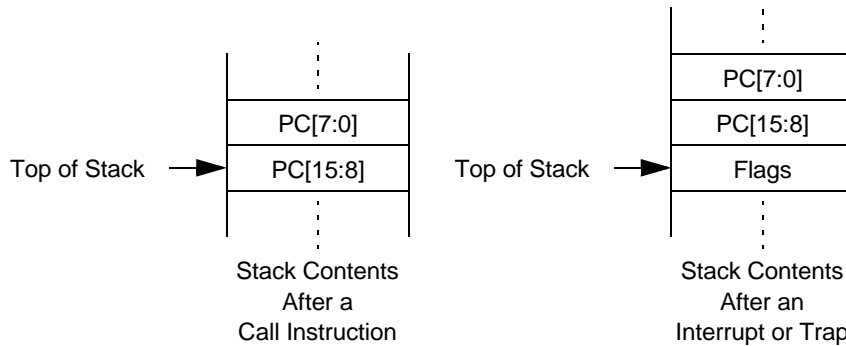 PC[7:0]
PC[15:8]
Top of Stack
Stack Contents
After a
Call Instruction
PC[7:0]
PC[15:8]
Top of Stack
Flags
Stack Contents
After an
Interrupt or Trap